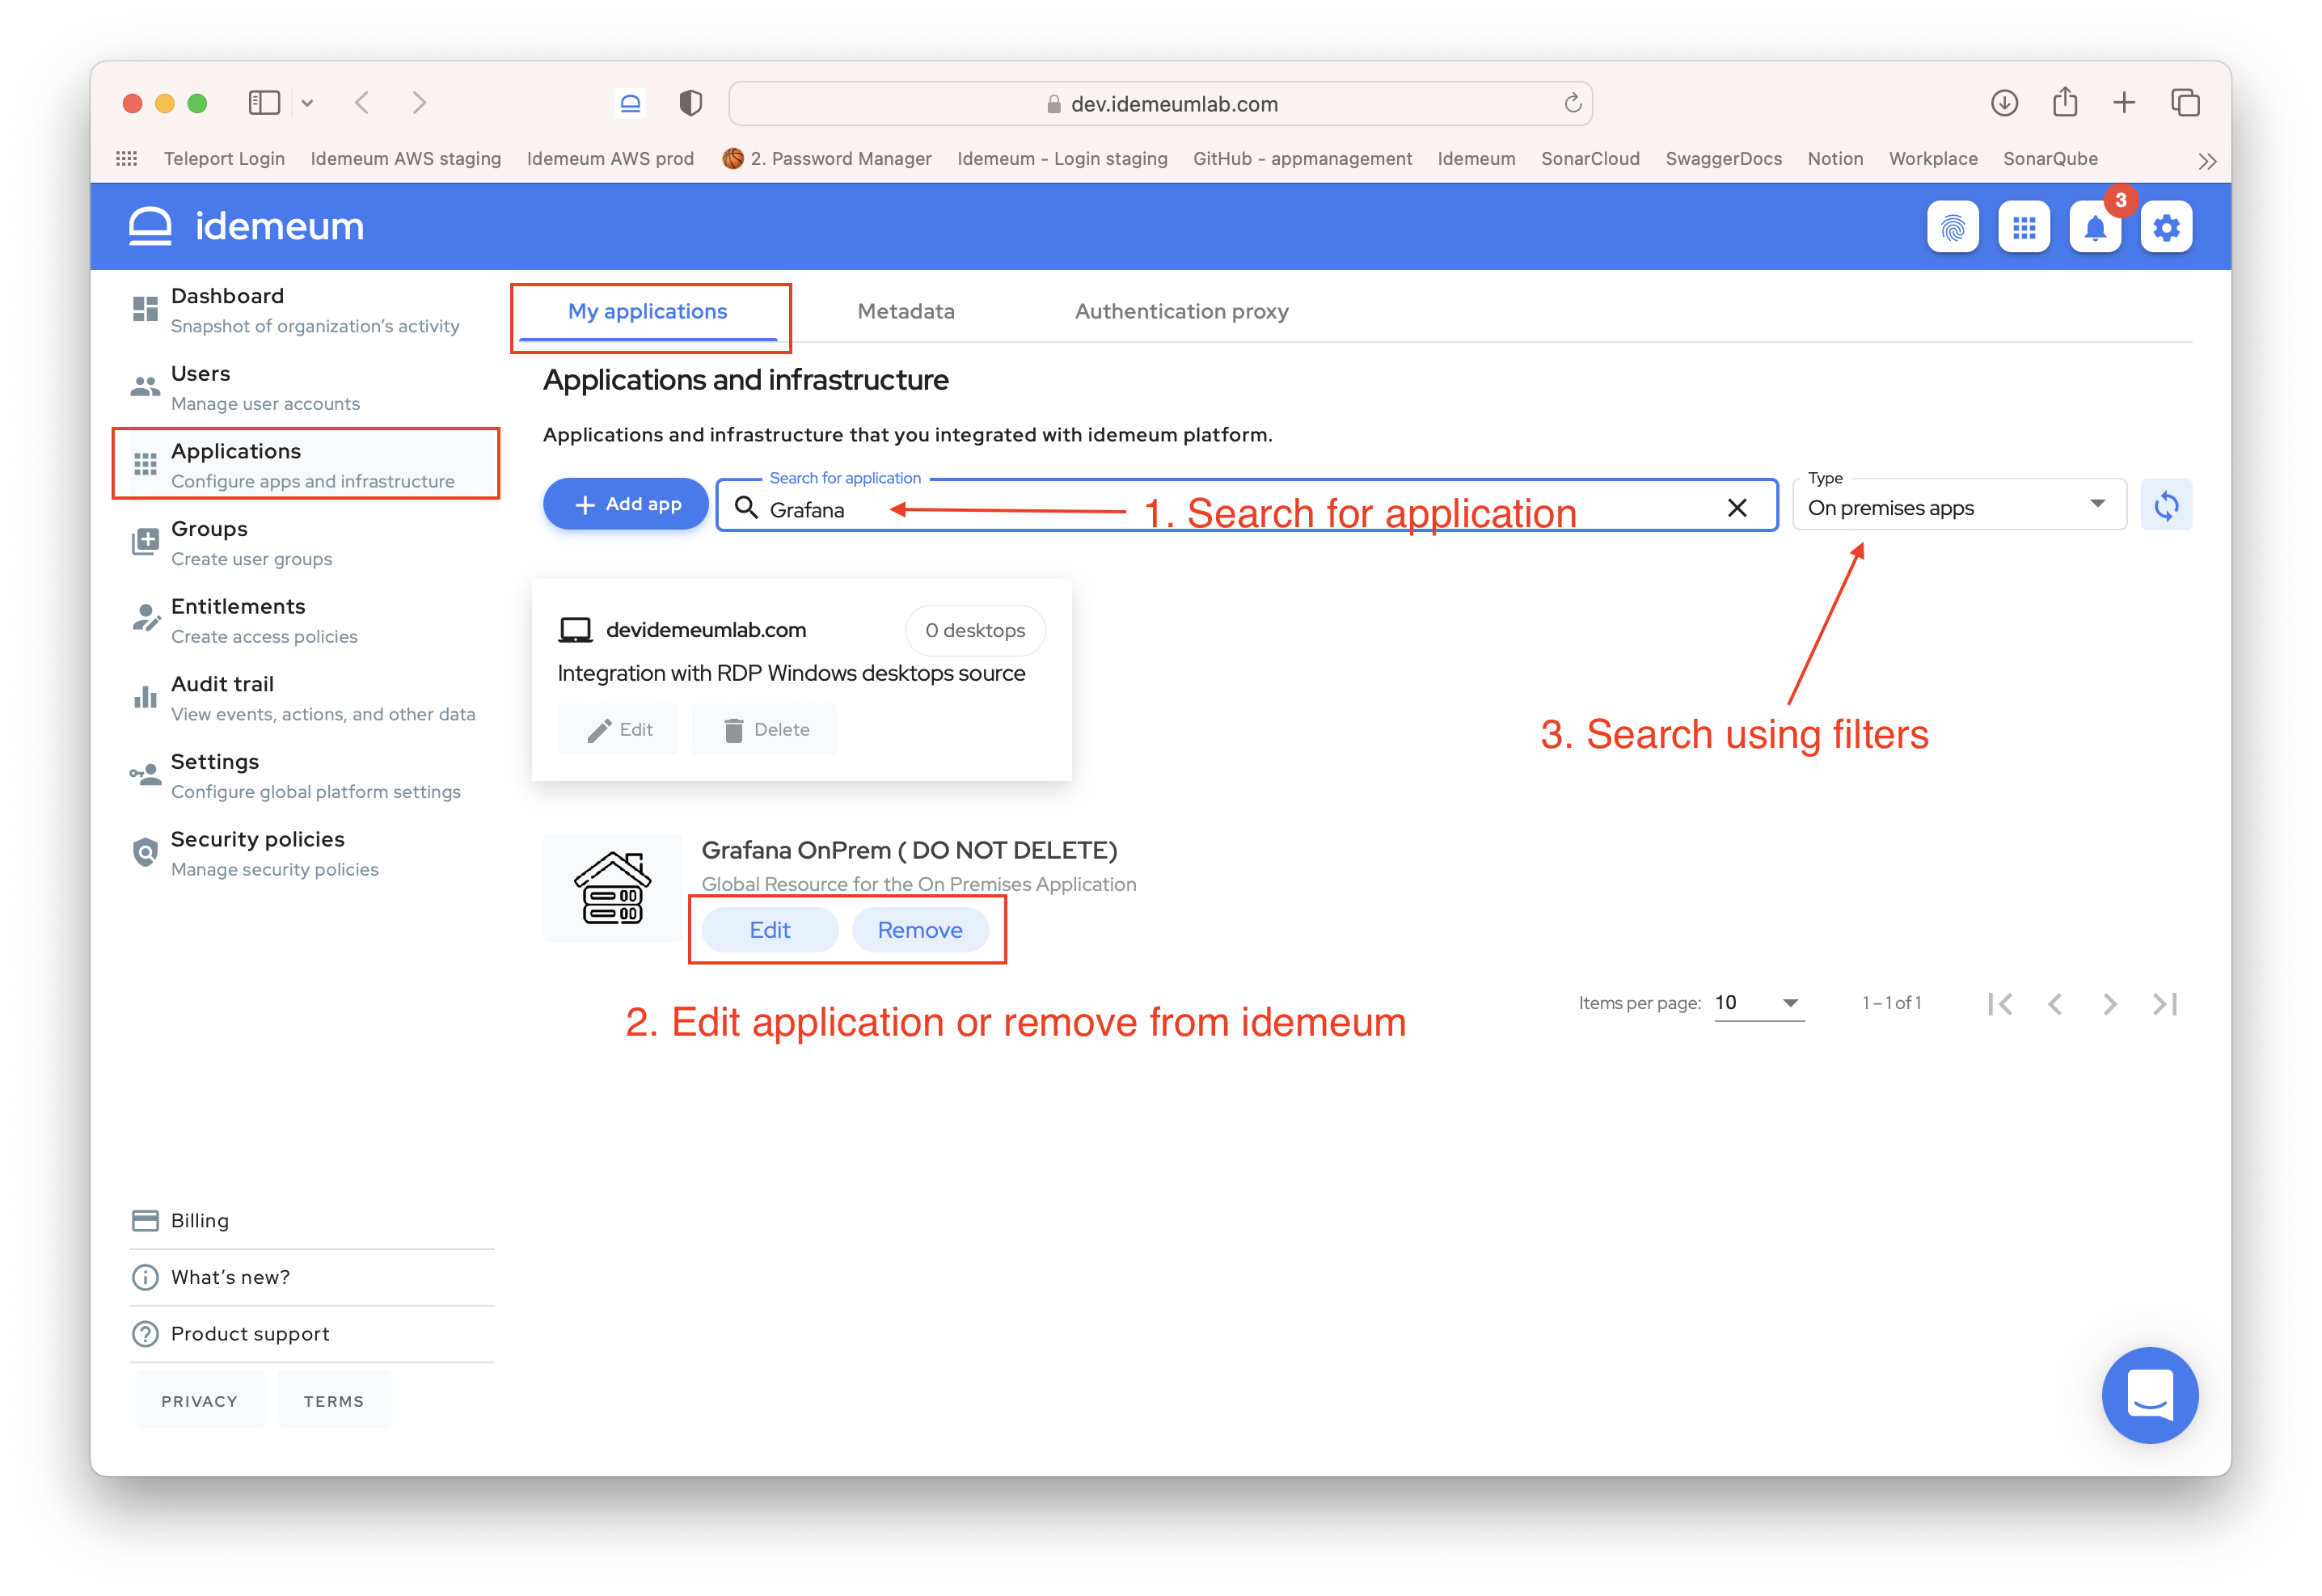 dev.idemeumlab.com
Teleport Login Idemeum AWS staging Idemeum AWS prod 2. Password Manager Idemeum - Login staging GitHub - appmanagement Idemeum SonarCloud SwaggerDocs Notion Workplace SonarQube
idemeum
3
Dashboard
Snapshot of organization’s activity
Users
Manage user accounts
Applications
Configure apps and infrastructure
Groups
Create user groups
Entitlements
Create access policies
Audit trail
View events, actions, and other data
Settings
Configure global platform settings
Security policies
Manage security policies
Billing
What’s new?
Product support
PRIVACY TERMS
My applications Metadata Authentication proxy
Applications and infrastructure
Applications and infrastructure that you integrated with idemeum platform.
Search for application
Type
Add app Grafana 1. Search for application On premises apps
devidemeumlab.com 0 desktops
Integration with RDP Windows desktops source
Edit Delete
3. Search using filters
Grafana OnPrem ( DO NOT DELETE)
Global Resource for the On Premises Application
Edit Remove
2. Edit application or remove from idemeum
Items per page: 10 1 – 1 of 1